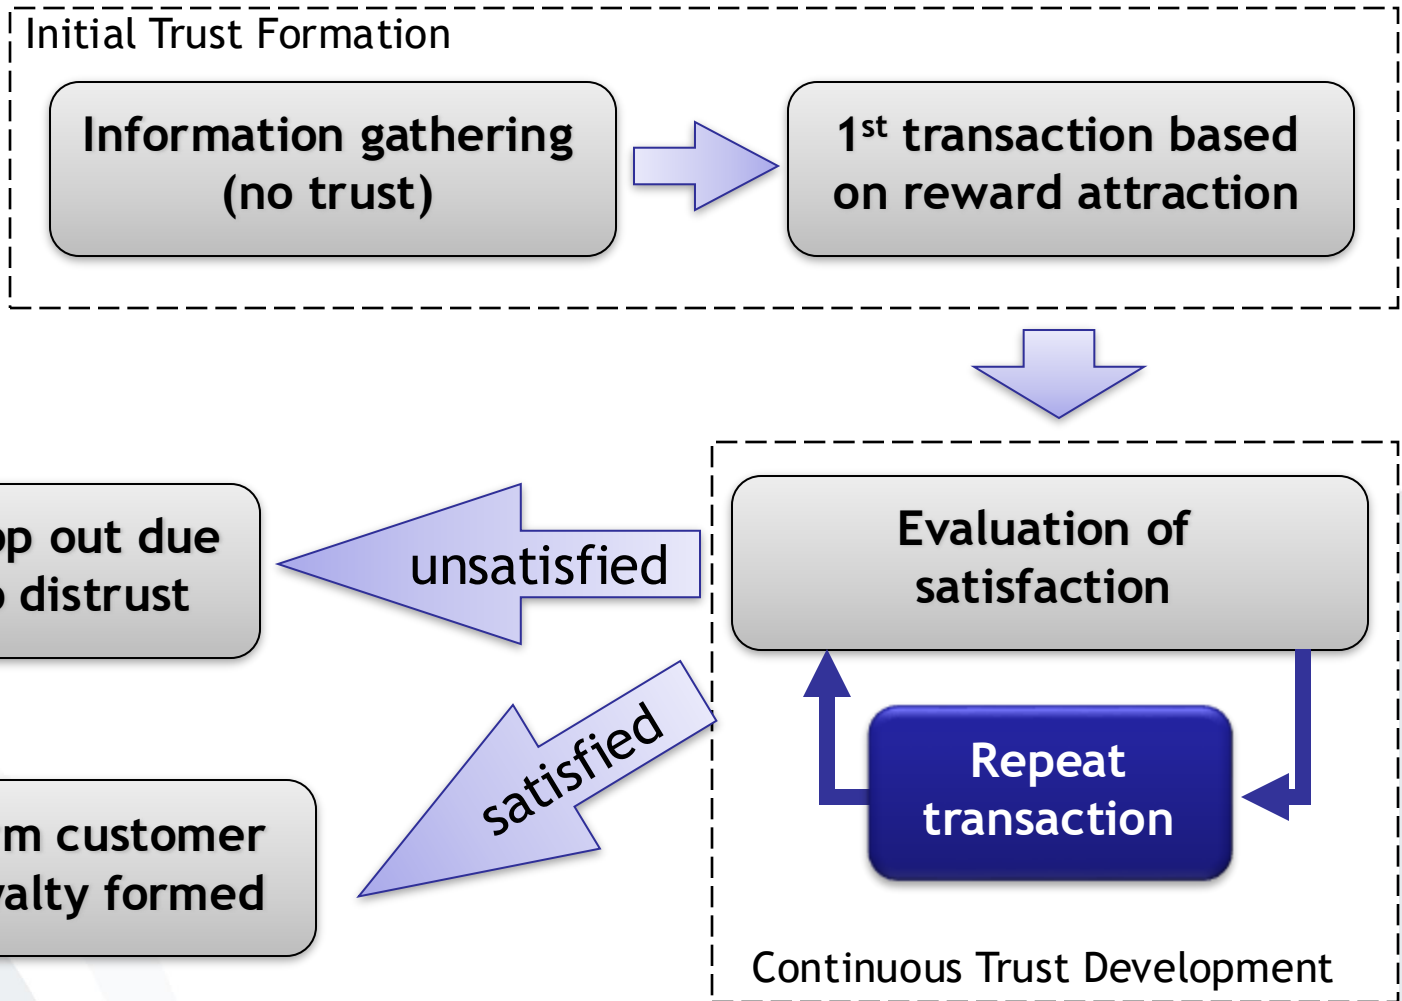 Initial Trust Formation
Information gathering
(no trust)
1st transaction based
on reward attraction
out due
distrust
unsatisfied
Evaluation of
satisfaction
satisfied
Repeat
transaction
customer
formed
Continuous Trust Development